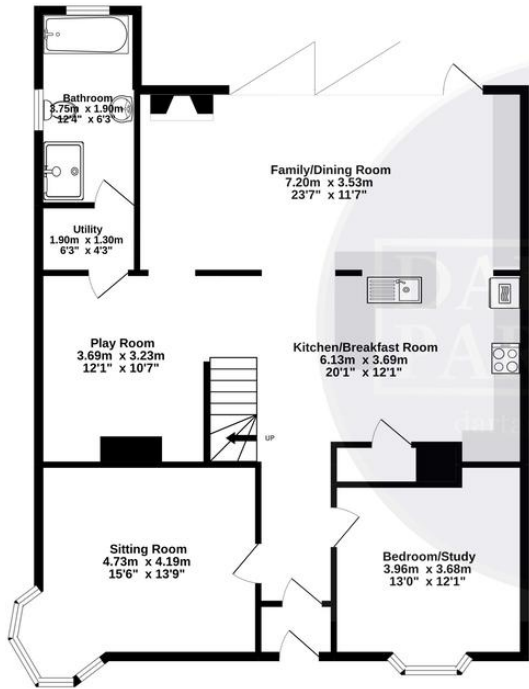 Bathroom
3.75m x 1.90m
12'4" x 6'3"
Family/Dining Room
7.20m x 3.53m
23'7" x 11'7"
Utility
1.90m x 1.30m
6'3" x 4'3"
Play Room
3.69m x 3.23m
12'1" x 10'7"
Kitchen/Breakfast Room
6.13m x 3.69m
20'1" x 12'1"
UP
Sitting Room
4.73m x 4.19m
15'6" x 13'9"
Bedroom/Study
3.96m x 3.68m
13'0" x 12'1"